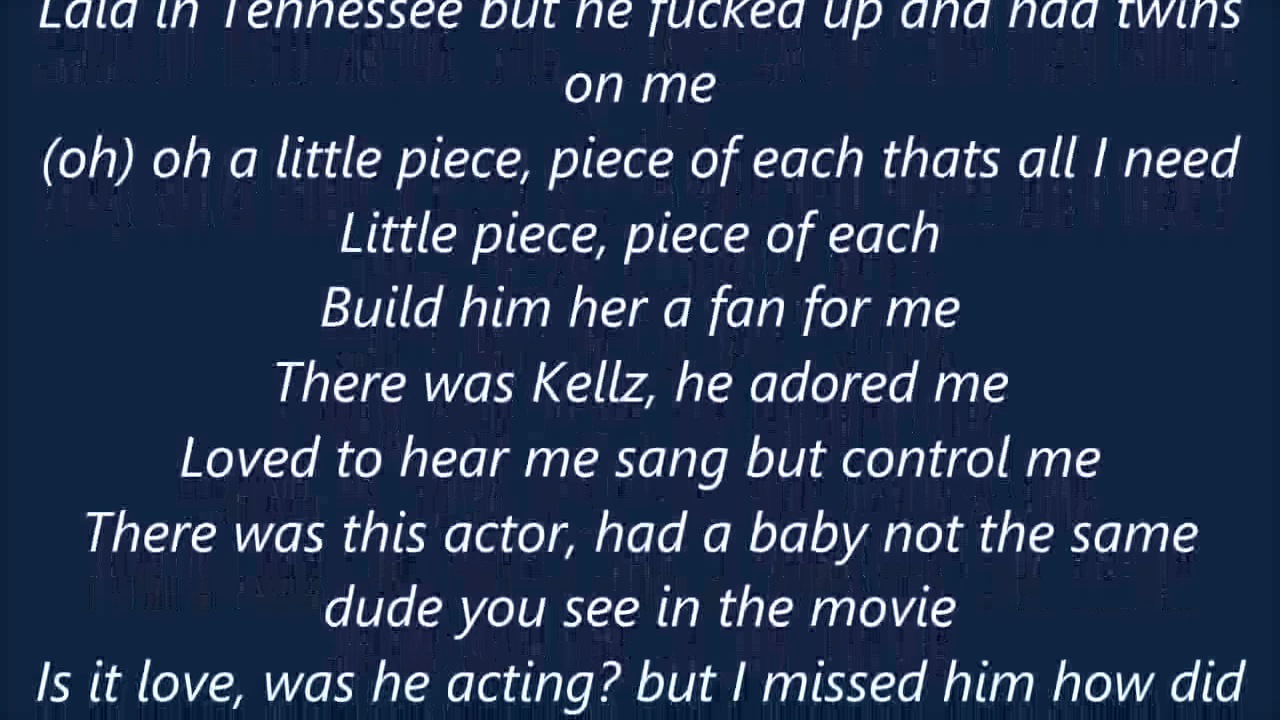 Laid in Tennessee but he fucked up and had twins
on me
(oh) oh a little piece, piece of each thats all I need
Little piece, piece of each
Build him her a fan for me
There was Kellz, he adored me
Loved to hear me sang but control me
There was this actor, had a baby not the same
dude you see in the movie
Is it love, was he acting? but I missed him how did